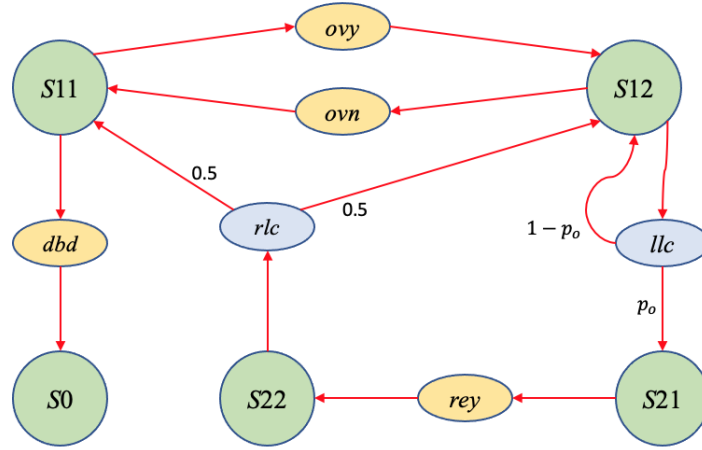 ovy
S11
S12
ovn
0.5
0.5
rlc
1 − pₒ
llc
dbd
pₒ
S0
S22
rey
S21